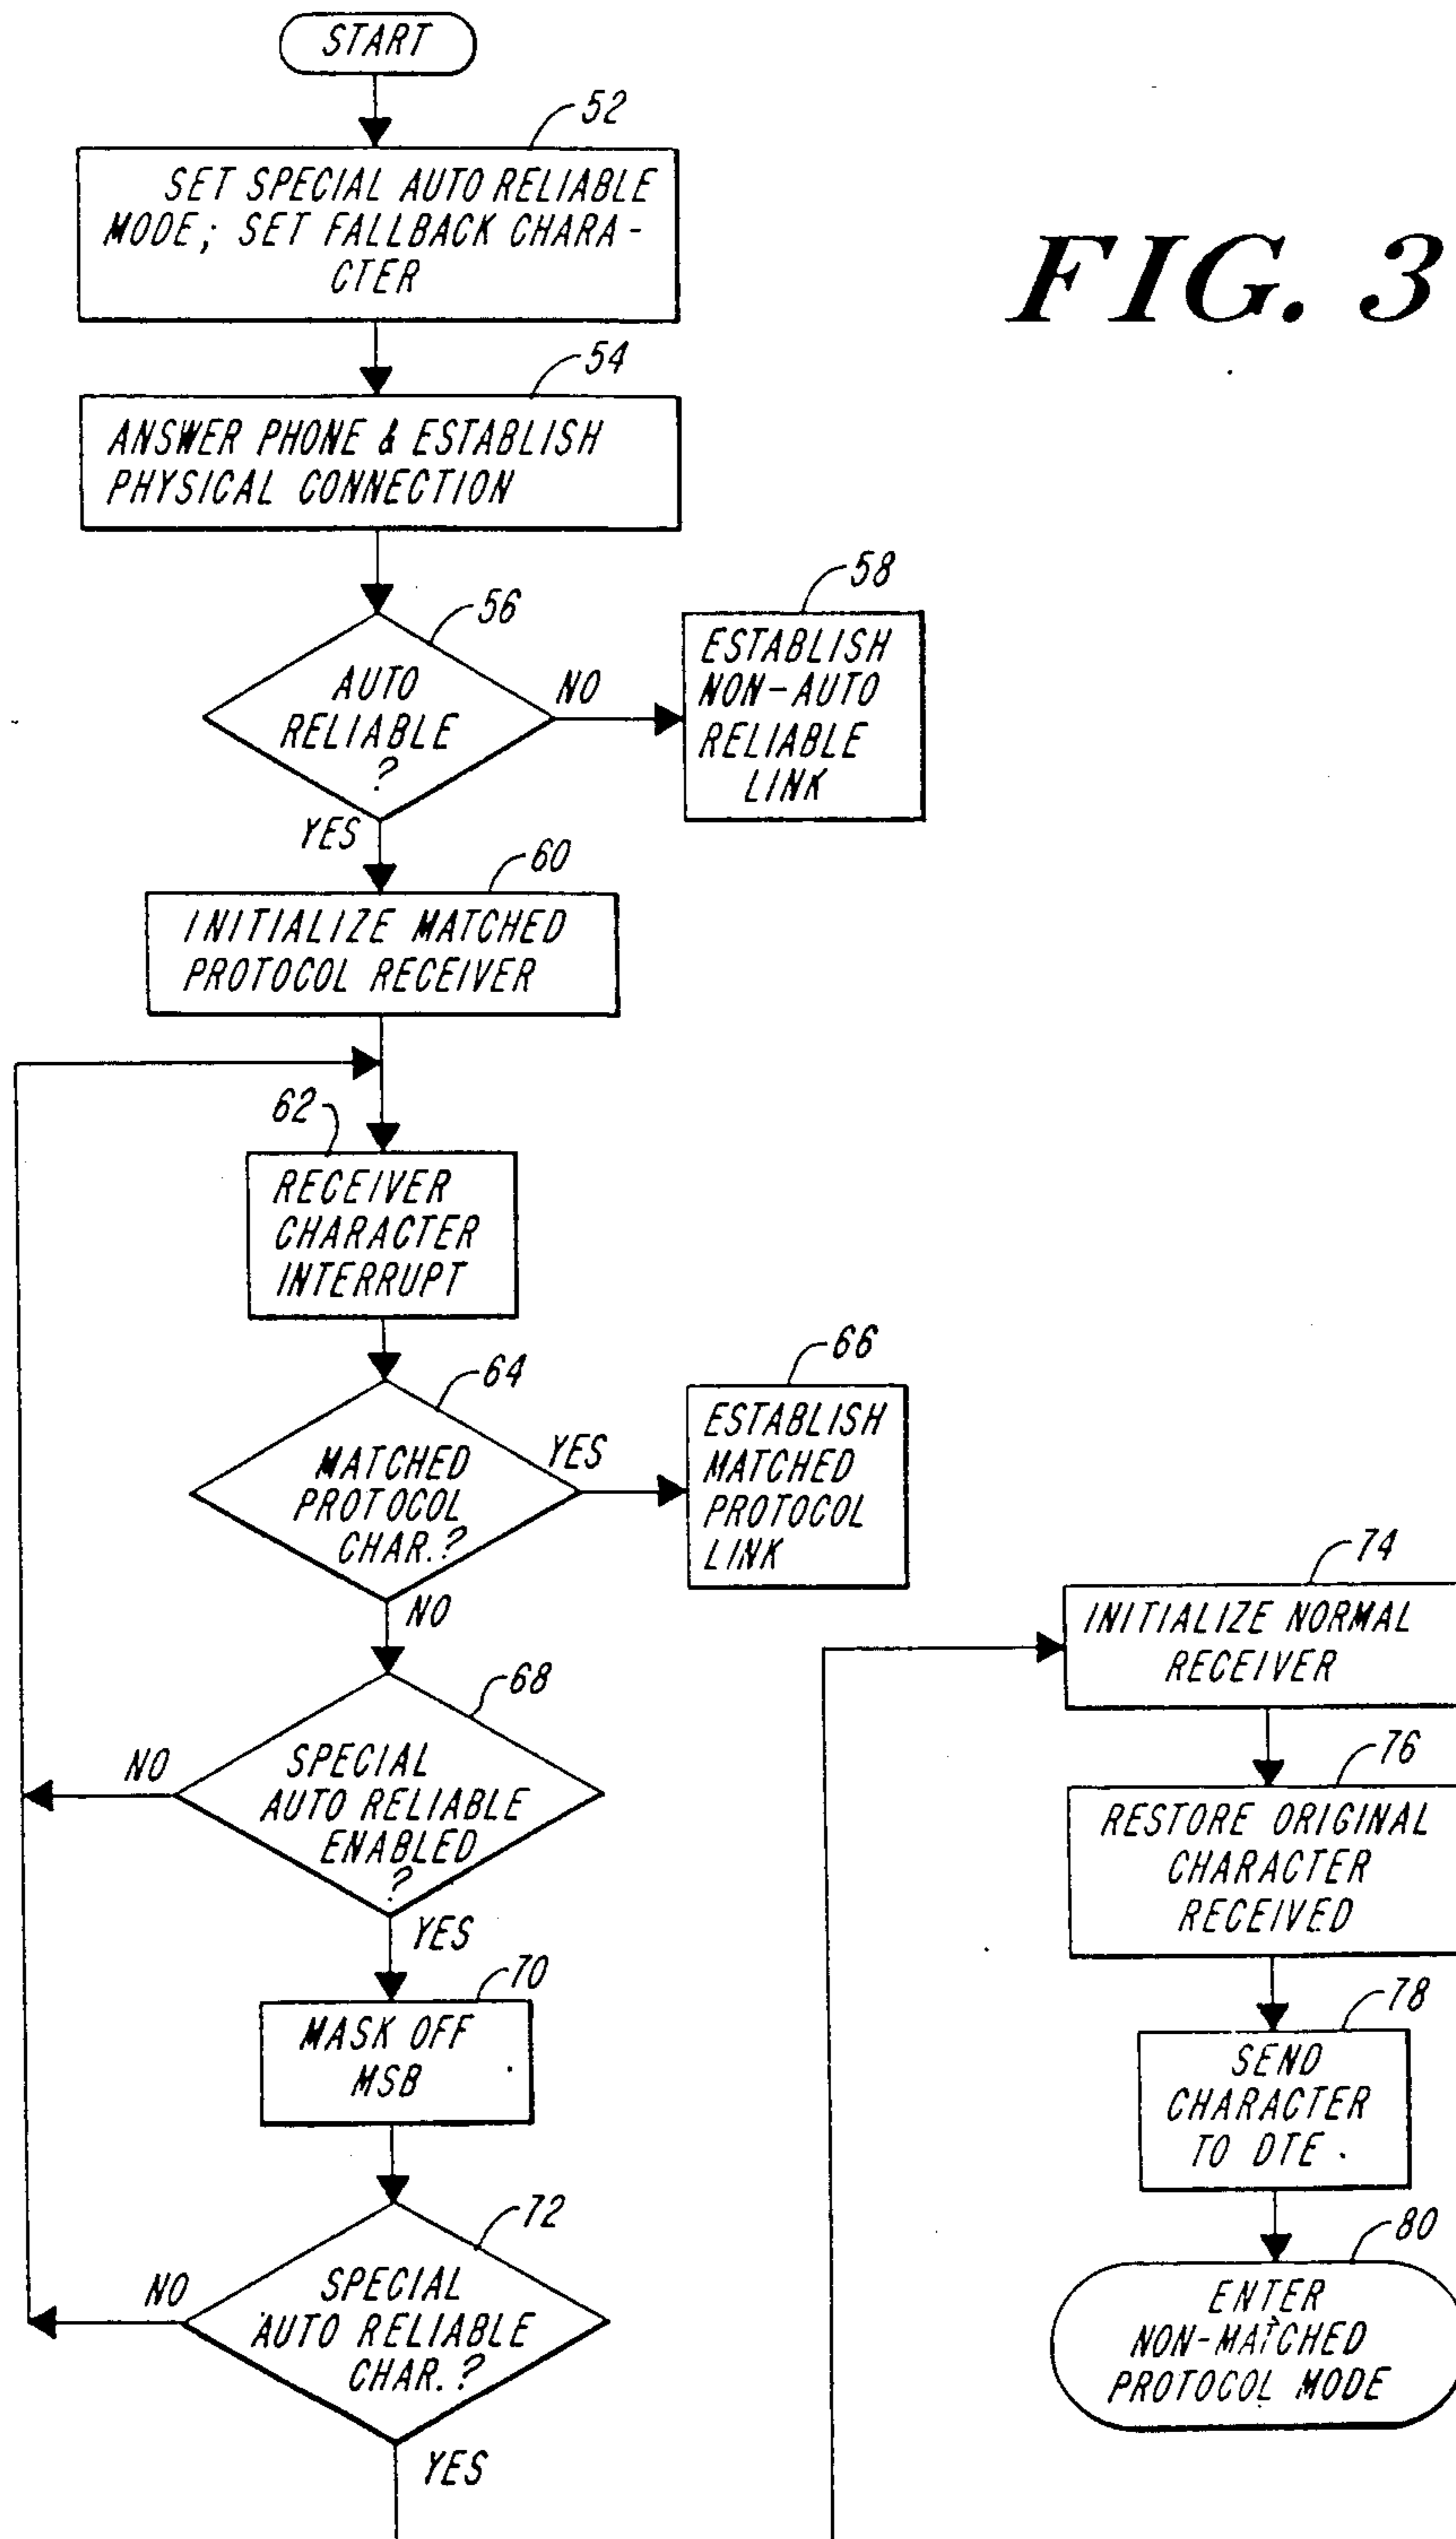 START
52
SET SPECIAL AUTO RELIABLE
MODE; SET FALLBACK CHARA-
CTER
FIG. 3
54
ANSWER PHONE & ESTABLISH
PHYSICAL CONNECTION
56
AUTO
RELIABLE
?
NO
58
ESTABLISH
NON-AUTO
RELIABLE
LINK
YES
60
INITIALIZE MATCHED
PROTOCOL RECEIVER
62
RECEIVER
CHARACTER
INTERRUPT
64
MATCHED
PROTOCOL
CHAR.?
YES
66
ESTABLISH
MATCHED
PROTOCOL
LINK
NO
68
SPECIAL
AUTO RELIABLE
ENABLED
?
NO
YES
70
MASK OFF
MSB
72
SPECIAL
AUTO RELIABLE
CHAR.?
NO
YES
74
INITIALIZE NORMAL
RECEIVER
76
RESTORE ORIGINAL
CHARACTER
RECEIVED
78
SEND
CHARACTER
TO DTE
80
ENTER
NON-MATCHED
PROTOCOL MODE